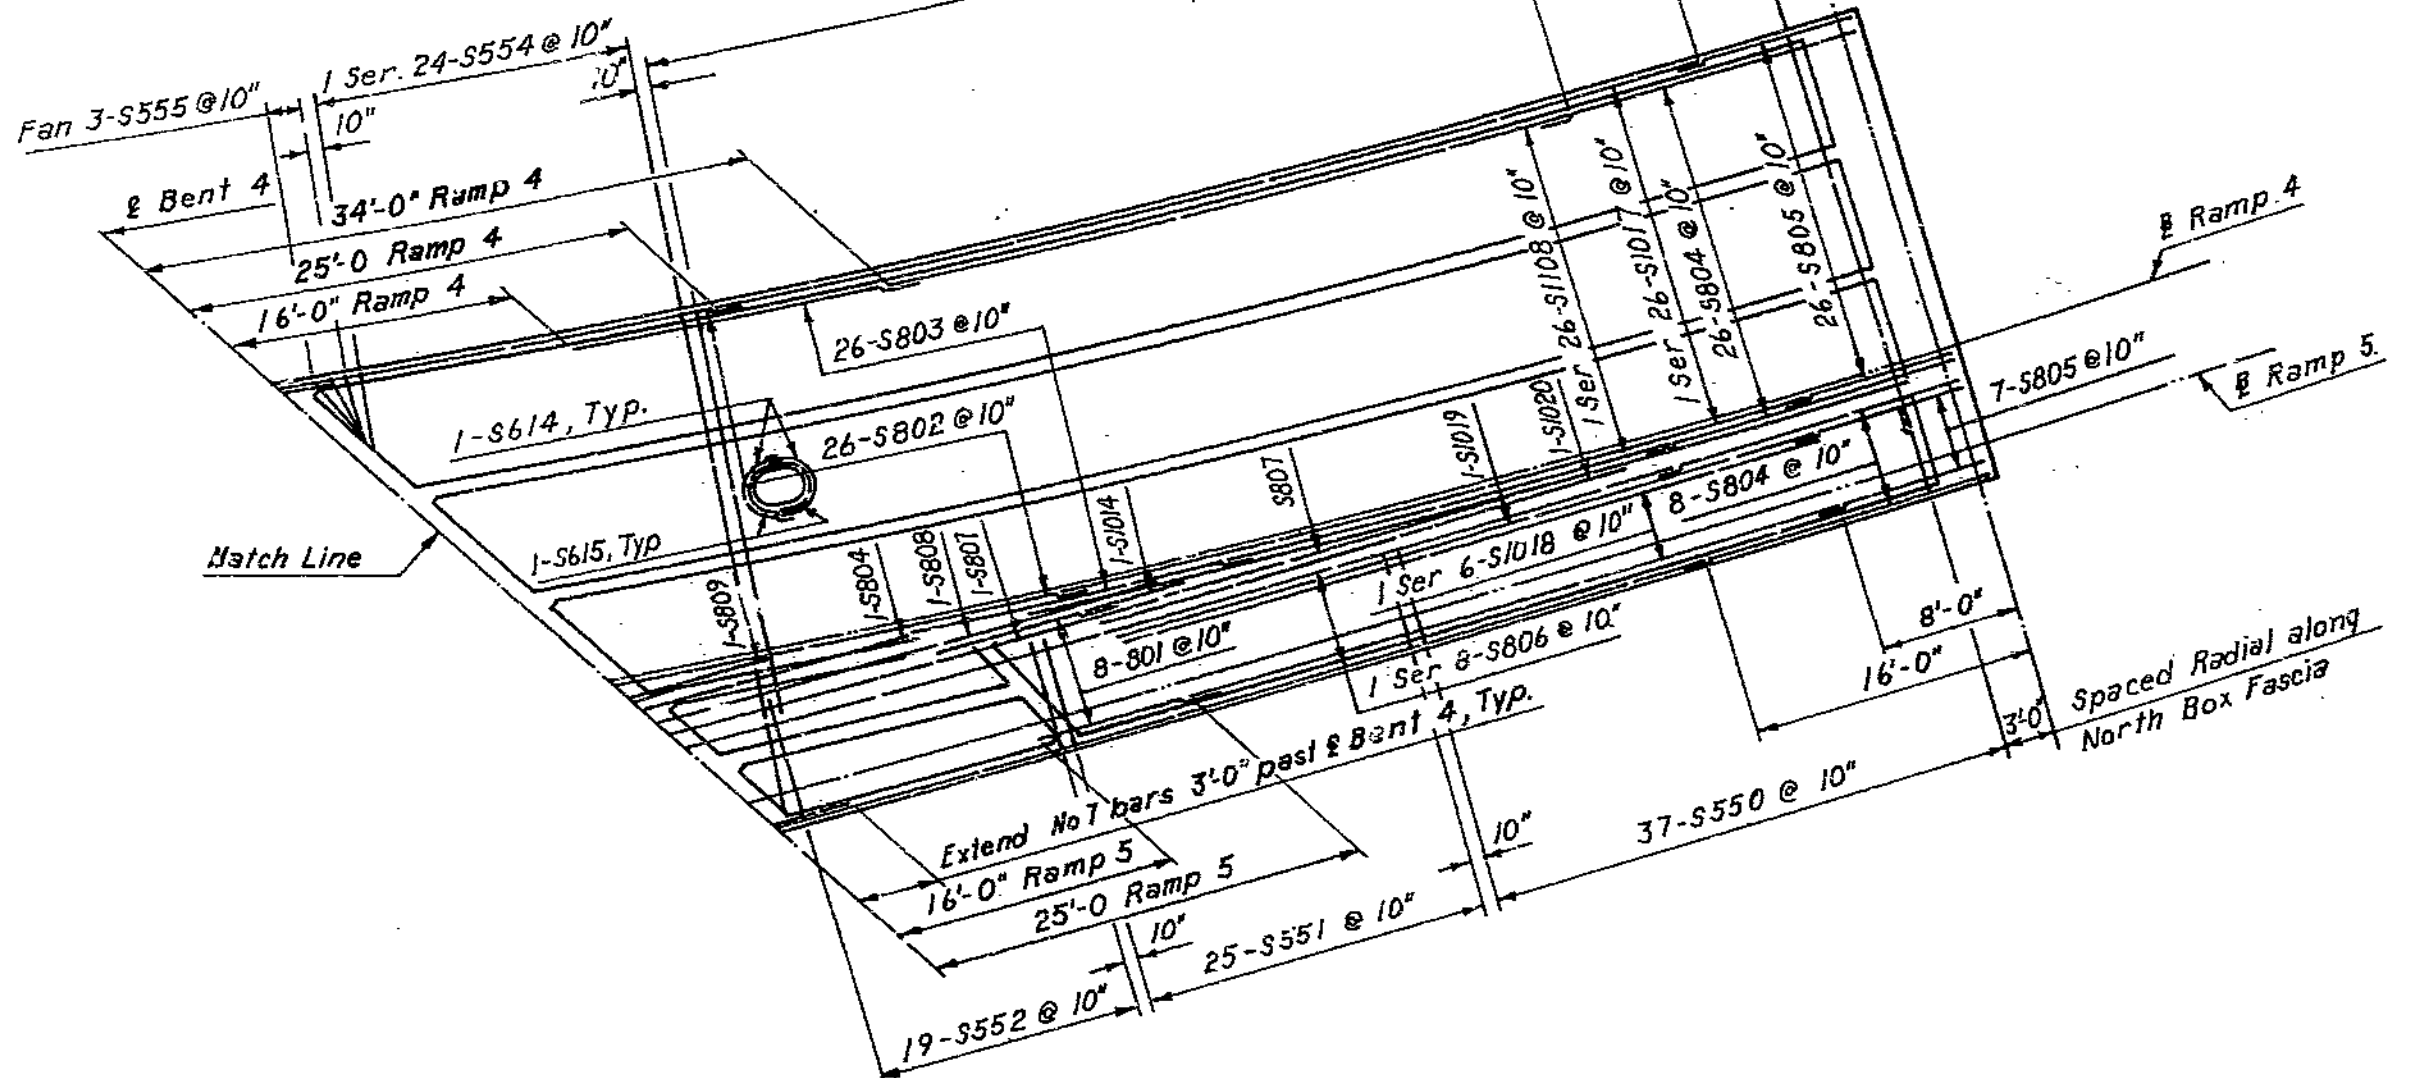 1 Ser. 24-S554 @ 10"
10"
Fan 3-S555 @10"
10"
℄ Bent 4
34'-0" Ramp 4
25'-0 Ramp 4
16'-0" Ramp 4
26-S803 @10"
1-S614, Typ.
26-S802 @10"
1-S615, Typ
Match Line
1-S809
1-S804
1-S808
1-S807
1-S1014
S807
1-S1019
1-S1020
1 Ser 26-S1108 @ 10"
1 Ser 26-S1017 @ 10"
26-S804 @ 10"
26-S805 @ 10"
Ramp 4
7-S805 @10"
Ramp 5.
8-S804 @ 10"
1 Ser 6-S1018 @ 10"
8-801 @10"
1 Ser 8-S806 @ 10"
8'-0"
16'-0"
3'-0"
Spaced Radial along
North Box Fascia
Extend No 7 bars 3'-0" past ℄ Bent 4, Typ.
16'-0" Ramp 5
25'-0 Ramp 5
10"
37-S550 @ 10"
10"
25-S551 @ 10"
19-S552 @ 10"